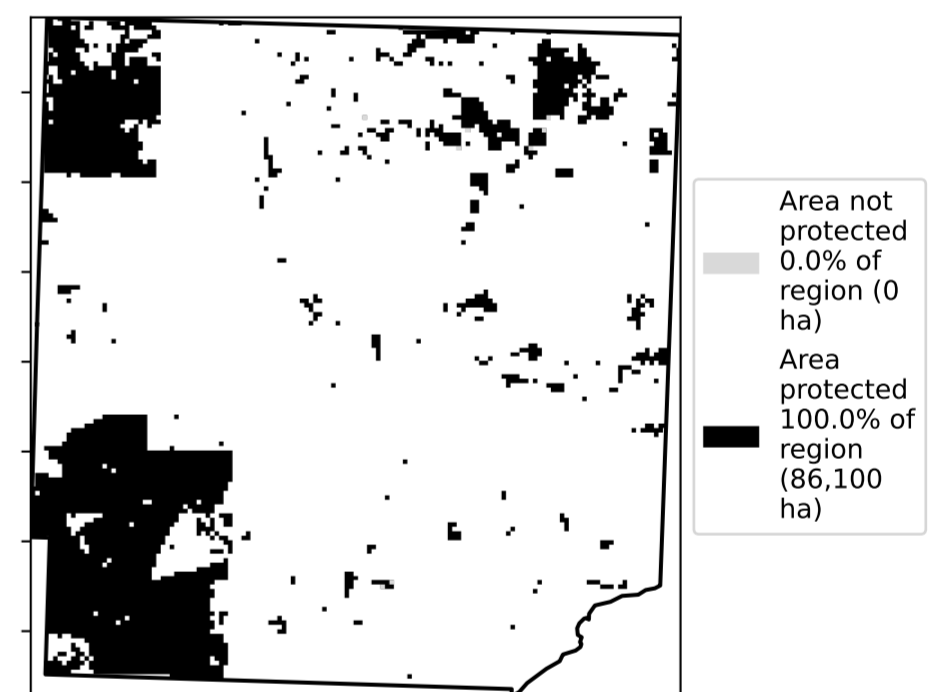 Area not
protected
0.0% of
region (0
ha)
Area
protected
100.0% of
region
(86,100
ha)